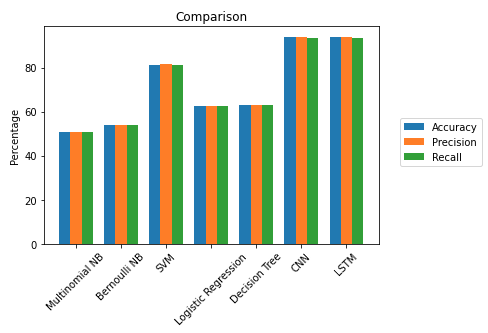 Comparison
Percentage
80
60
40
20
0
Multinomial NB
Bernoulli NB
SVM
Logistic Regression
Decision Tree
CNN
LSTM
Accuracy
Precision
Recall